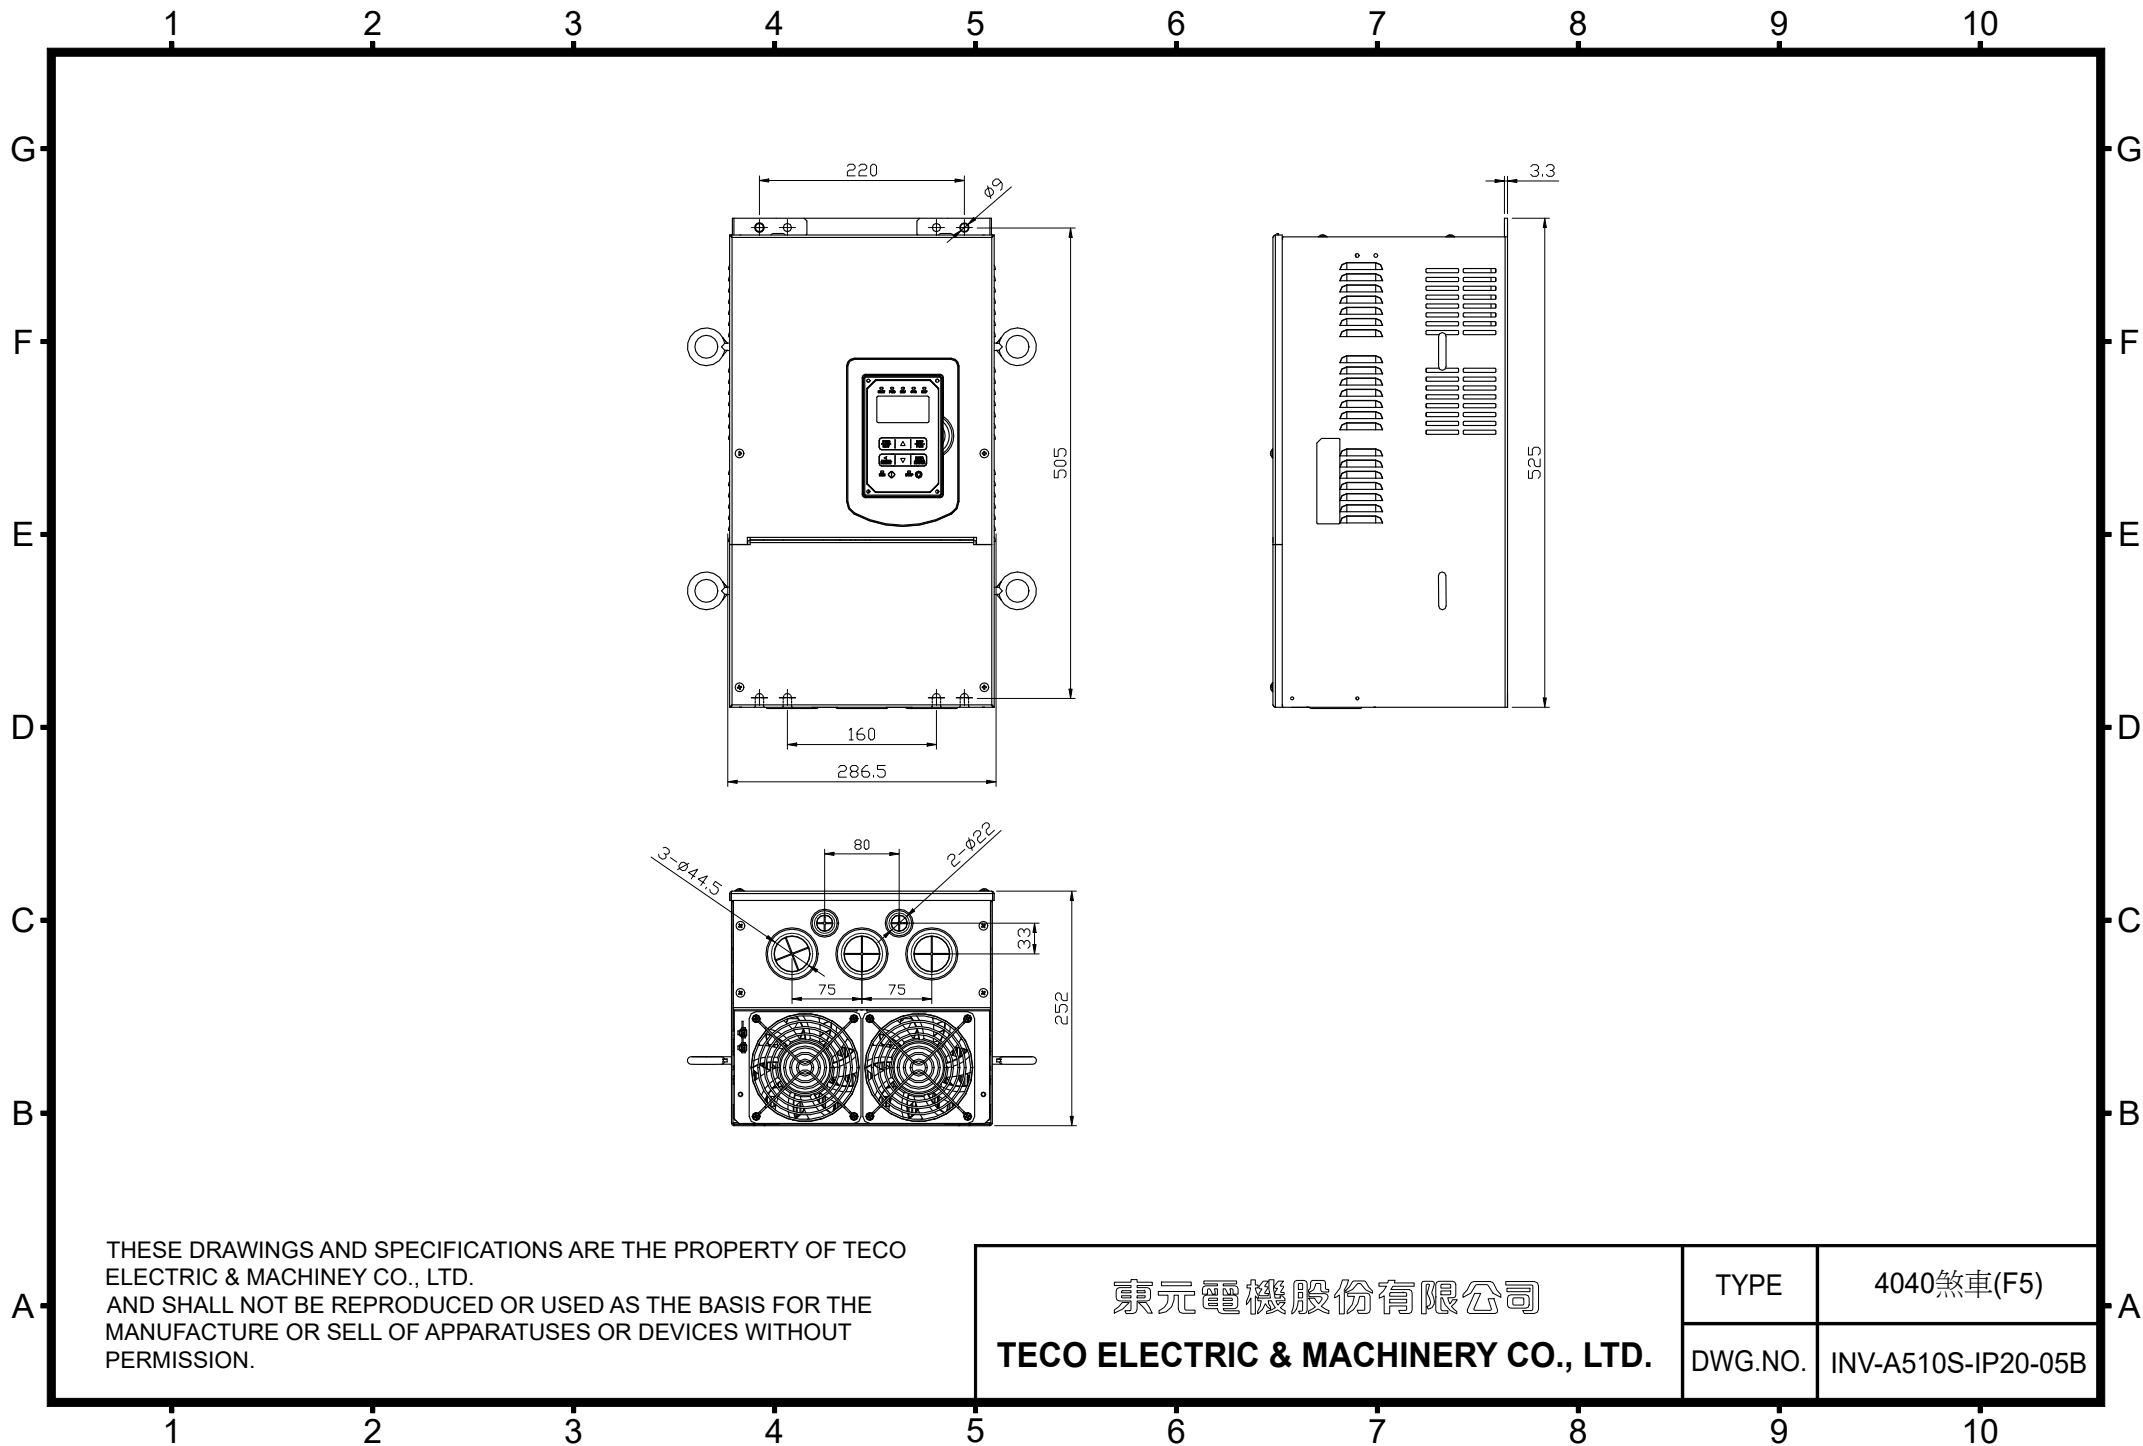 1 2 3 4 5 6 7 8 9 10
G G
F F
E E
D D
C C
B B
A A
220
ø9
505
160
286.5
3.3
525
3-ø44.5
80
2-ø22
33
75
75
252
THESE DRAWINGS AND SPECIFICATIONS ARE THE PROPERTY OF TECO
ELECTRIC & MACHINEY CO., LTD.
AND SHALL NOT BE REPRODUCED OR USED AS THE BASIS FOR THE
MANUFACTURE OR SELL OF APPARATUSES OR DEVICES WITHOUT
PERMISSION.
東元電機股份有限公司
TECO ELECTRIC & MACHINERY CO., LTD.
TYPE 4040煞車(F5)
DWG.NO. INV-A510S-IP20-05B
1 2 3 4 5 6 7 8 9 10